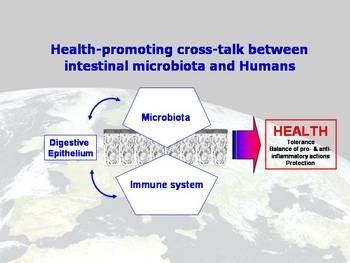 Health-promoting cross-talk between
intestinal microbiota and Humans
Microbiota
Digestive
Epithelium
Immune system
HEALTH
Tolerance
Balance of pro- & anti-
inflammatory actions
Protection